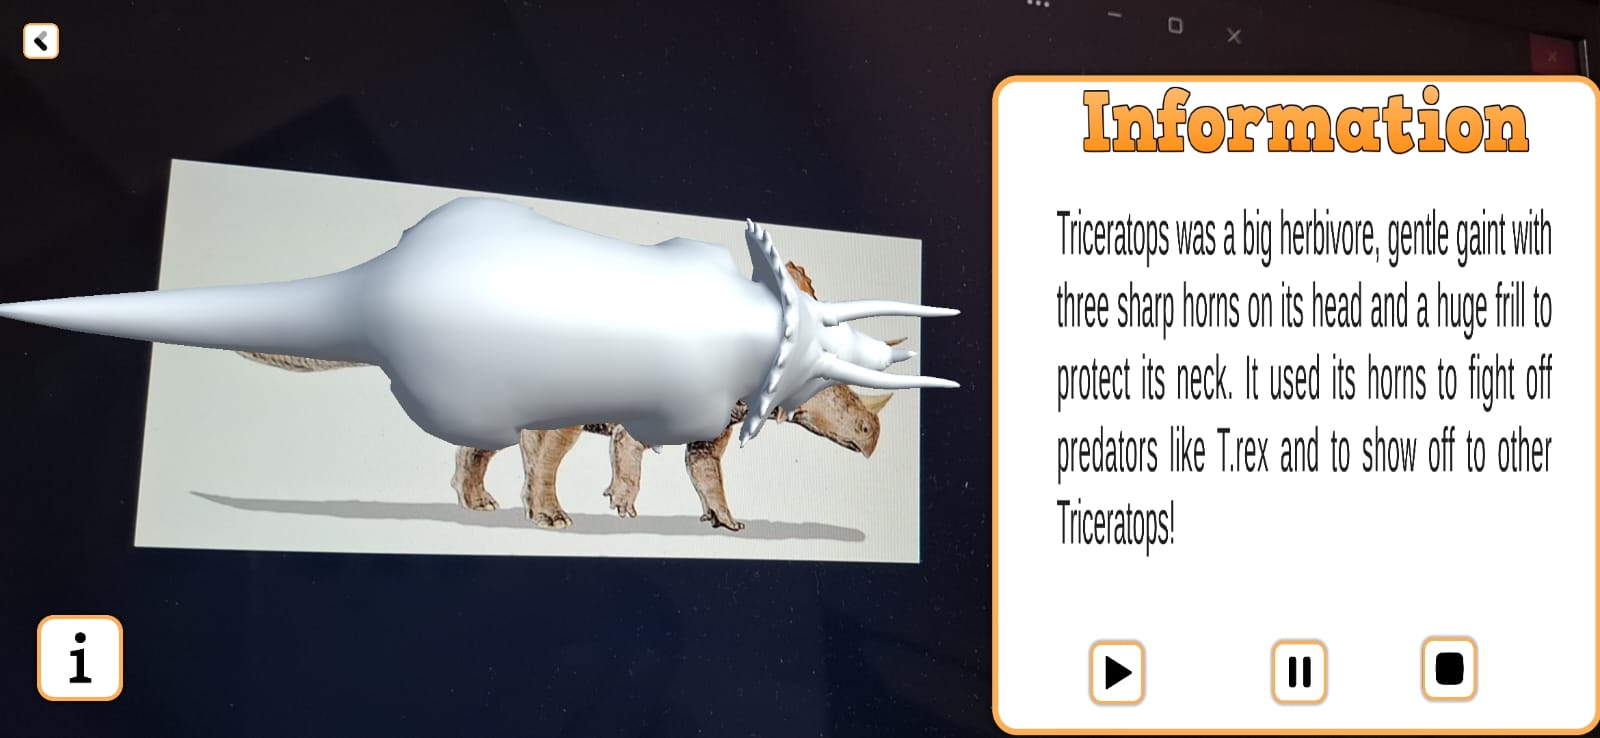 Information
Triceratops was a big herbivore, gentle gaint with
three sharp horns on its head and a huge frill to
protect its neck. It used its horns to fight off
predators like T.rex and to show off to other
Triceratops!
i